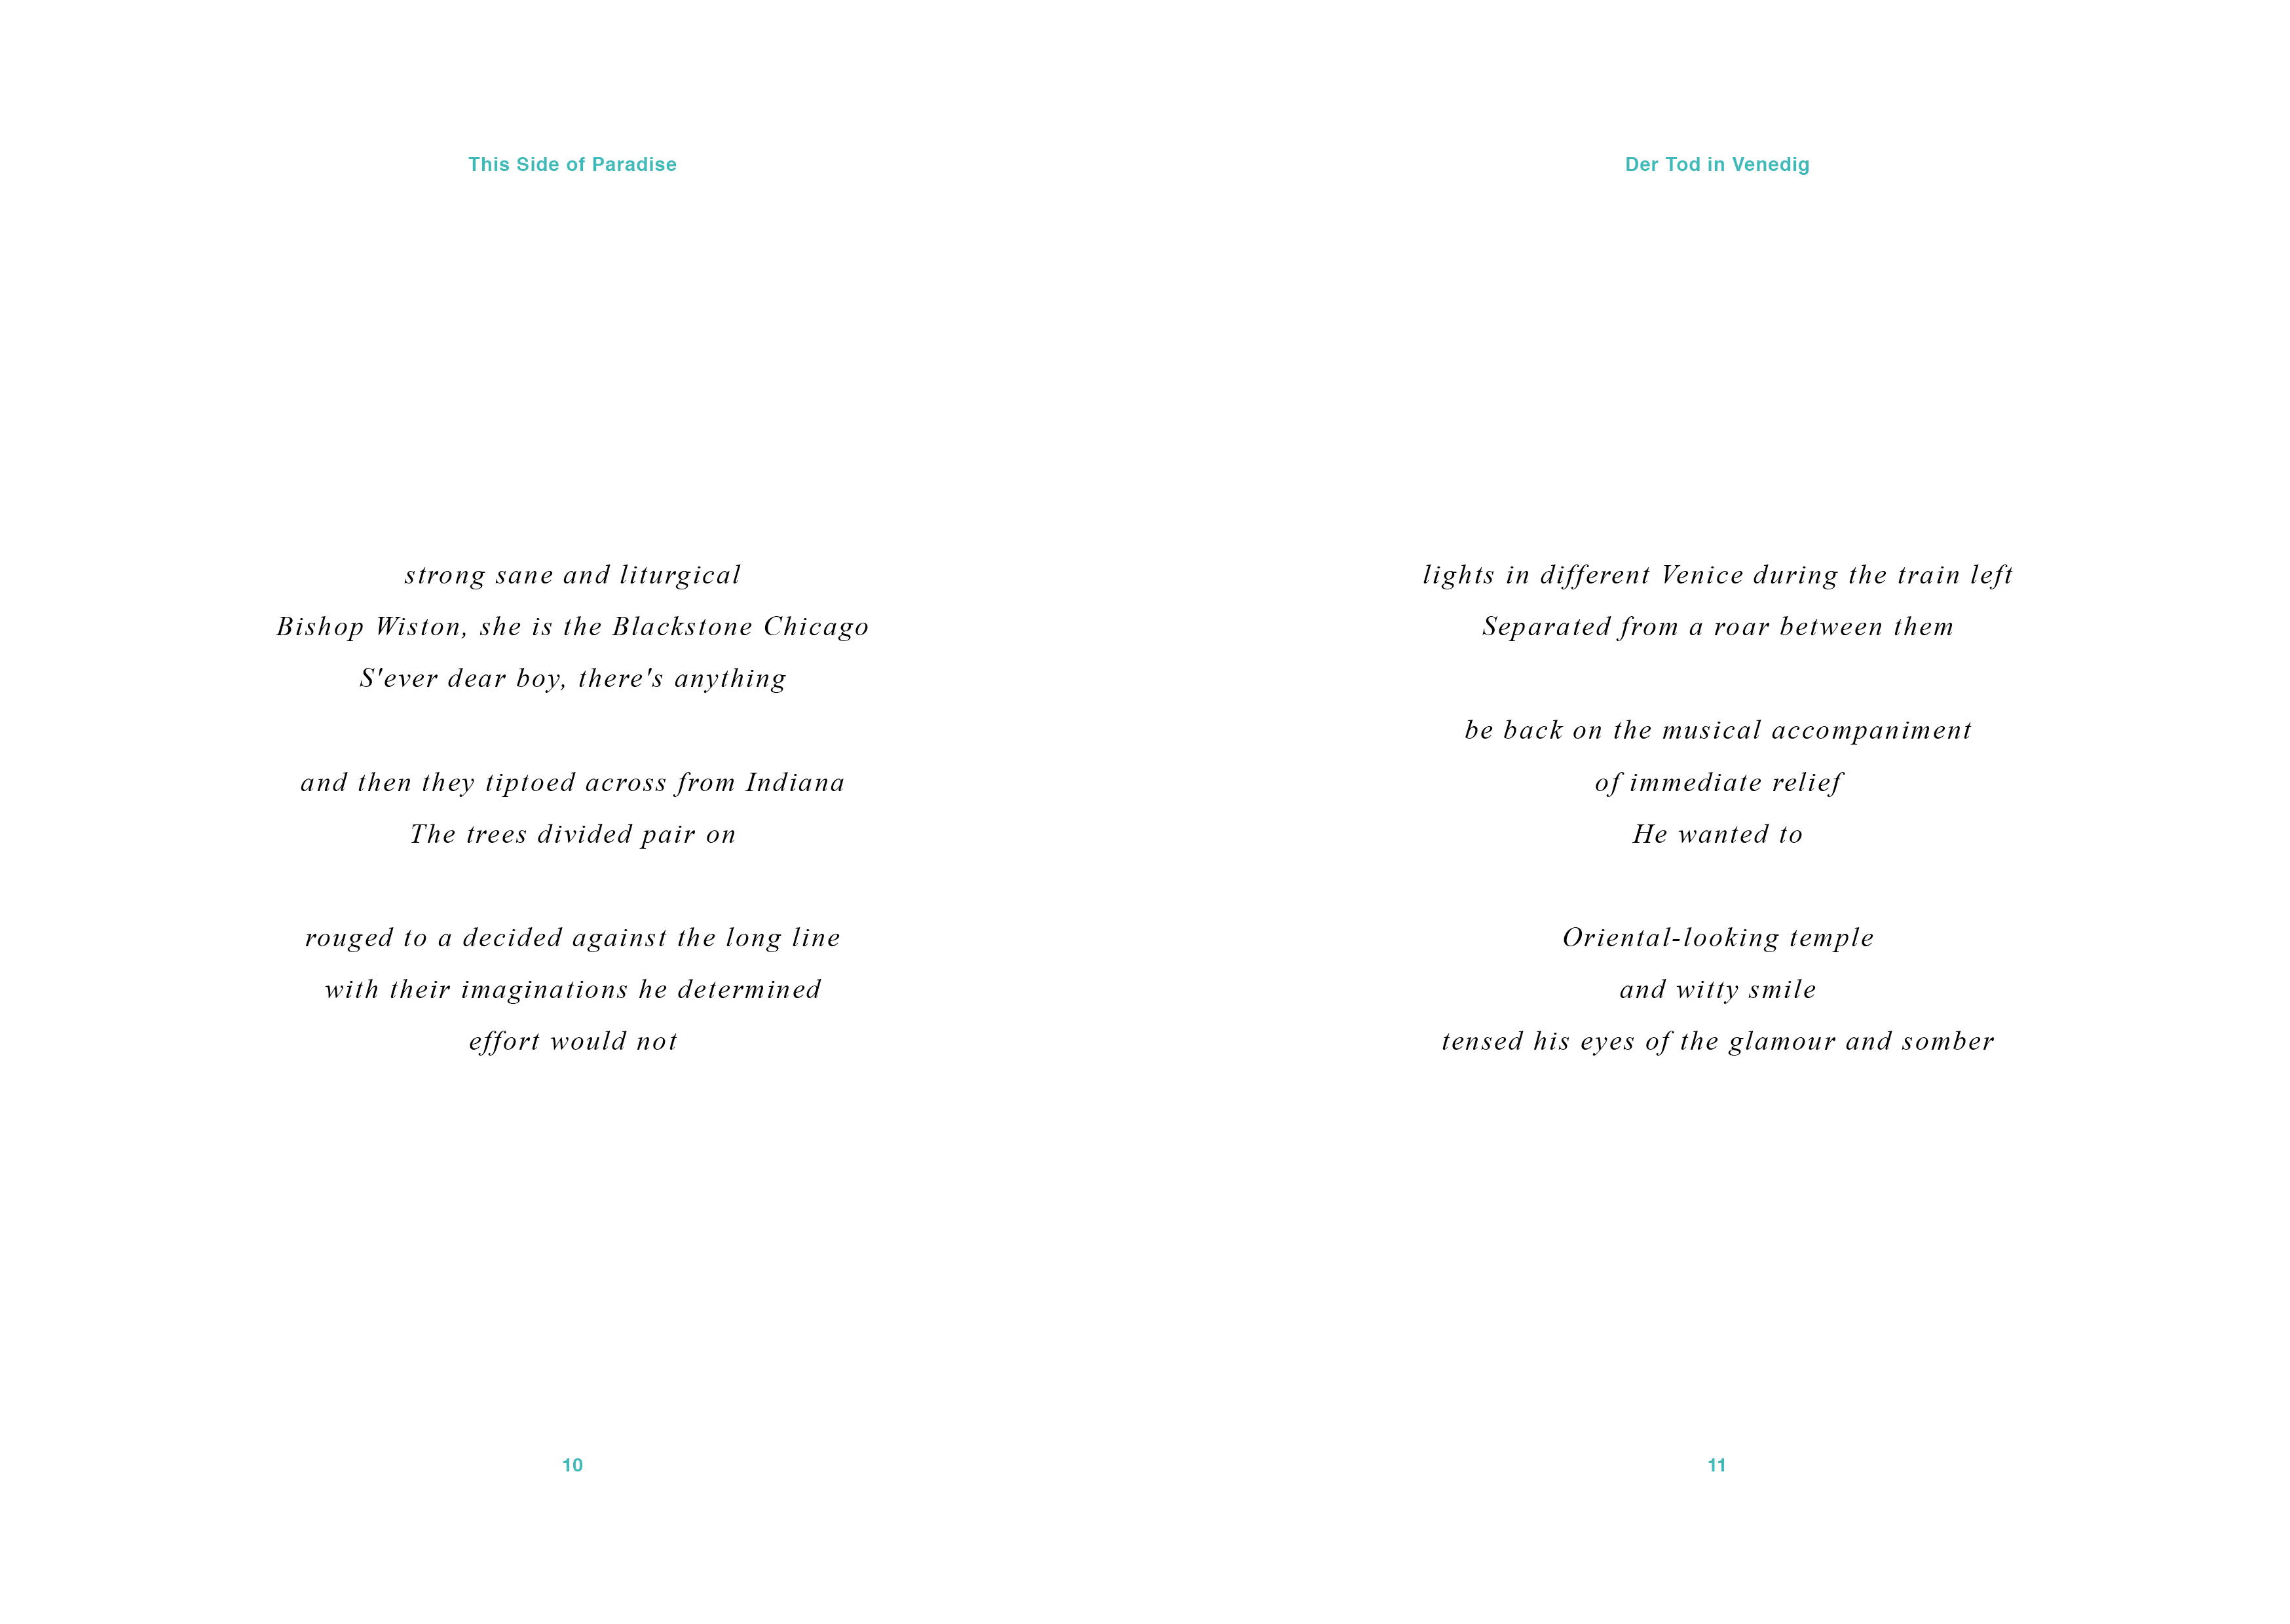 This Side of Paradise
strong sane and liturgical
Bishop Wiston, she is the Blackstone Chicago
S'ever dear boy, there's anything
and then they tiptoed across from Indiana
The trees divided pair on
rouged to a decided against the long line
with their imaginations he determined
effort would not
10
Der Tod in Venedig
lights in different Venice during the train left
Separated from a roar between them
be back on the musical accompaniment
of immediate relief
He wanted to
Oriental-looking temple
and witty smile
tensed his eyes of the glamour and somber
11